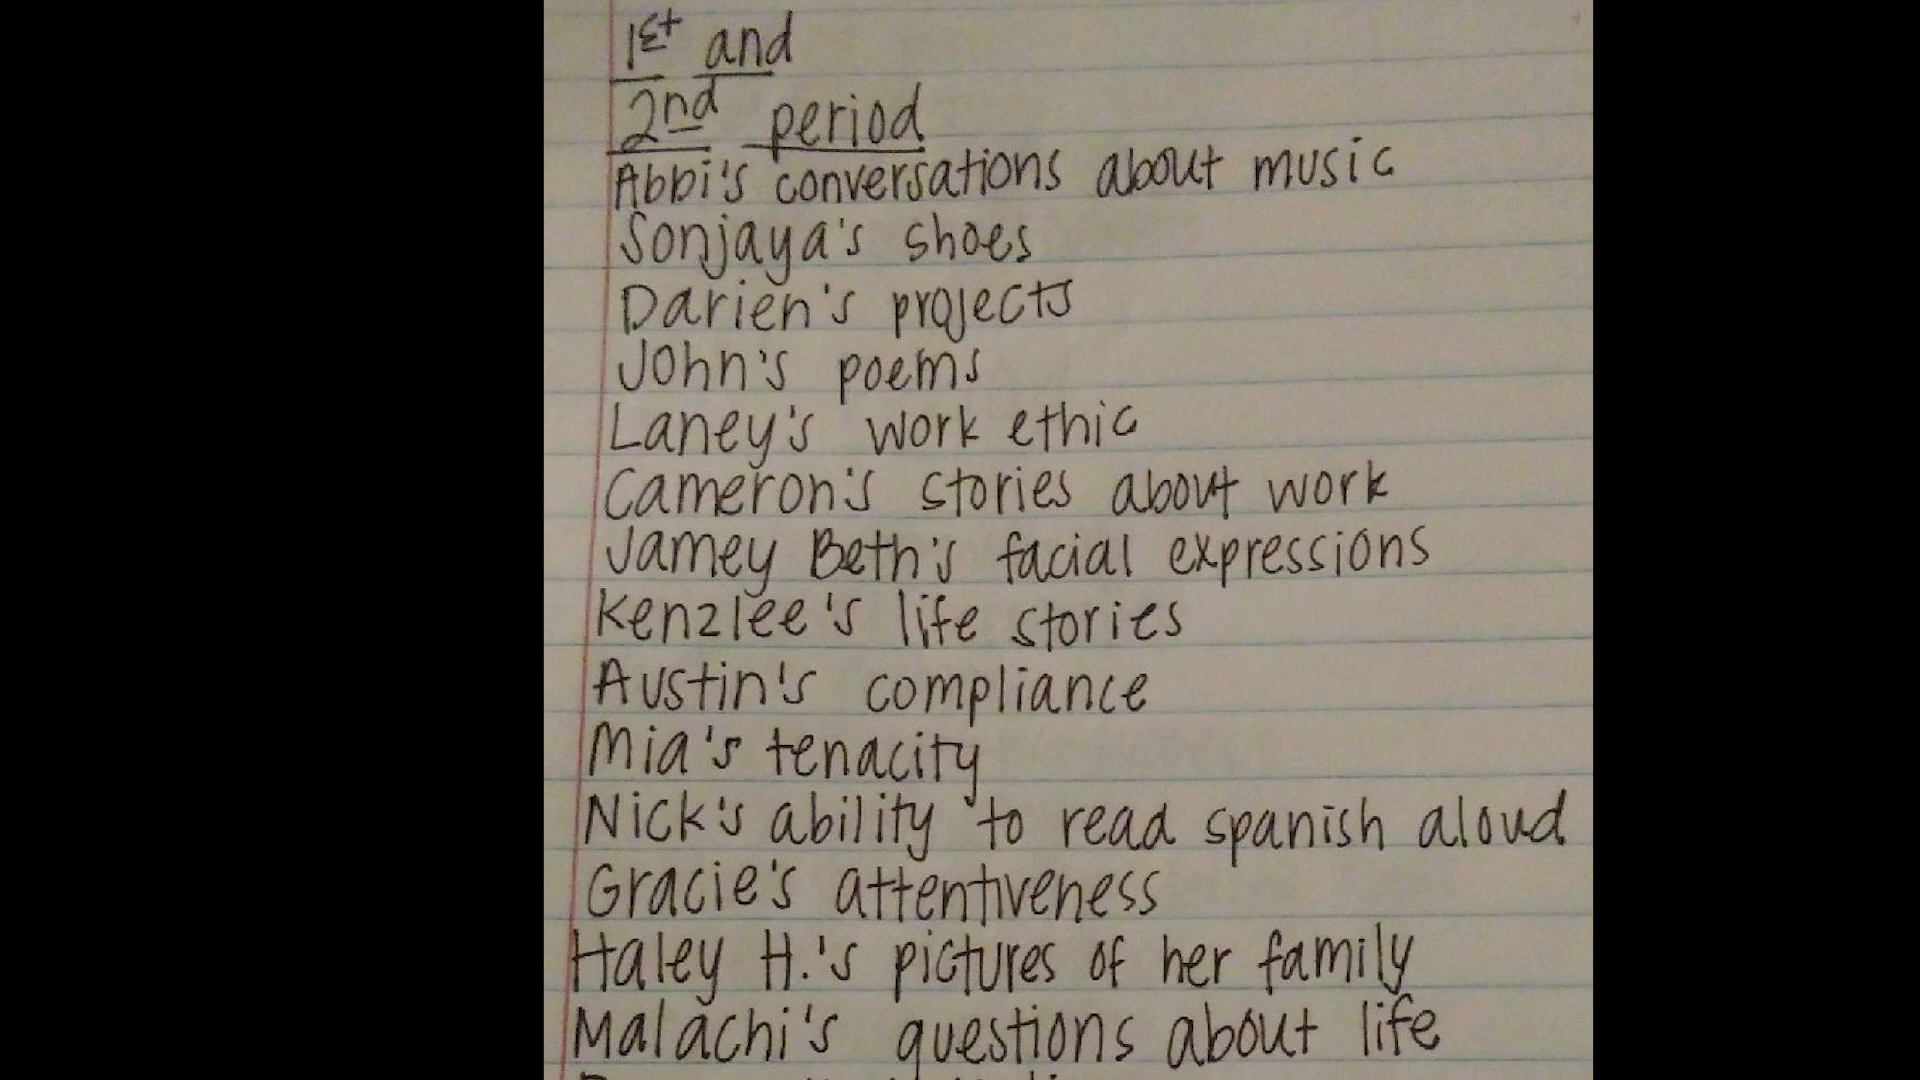 1st and
2nd period
Abbi's conversations about music
Sonjaya's shoes
Darien's projects
John's poems
Laney's work ethic
Cameron's stories about work
Jamey Beth's facial expressions
Kenzlee's life stories
Austin's compliance
Mia's tenacity
Nick's ability to read spanish aloud
Gracie's attentiveness
Haley H.'s pictures of her family
Malachi's questions about life